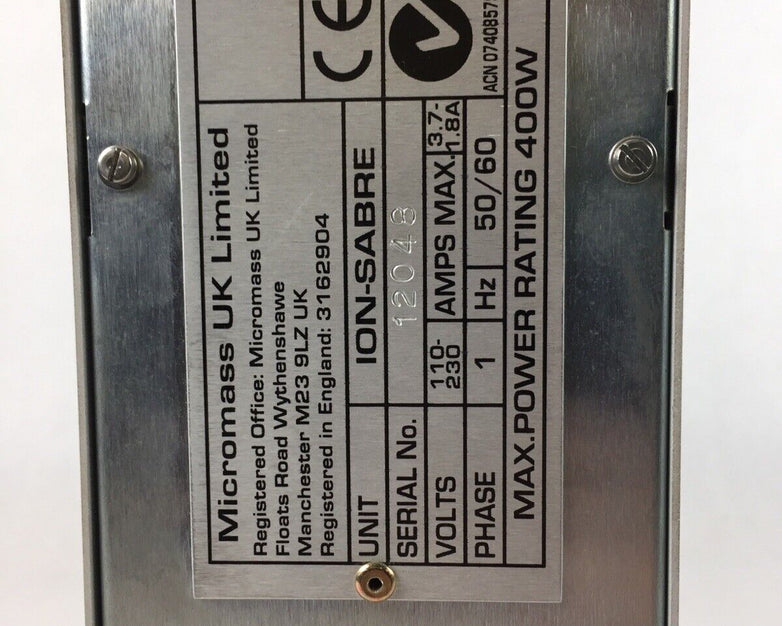 Micromass UK Limited
Registered Office: Micromass UK Limited
Floats Road Wythenshawe
Manchester M23 9LZ UK
Registered in England: 3162904
CE
UNIT ION-SABRE
SERIAL No. 12048
VOLTS 110-230 AMPS MAX. 3.7-1.8A
PHASE 1 Hz 50/60
ACN 0740857
MAX.POWER RATING 400W